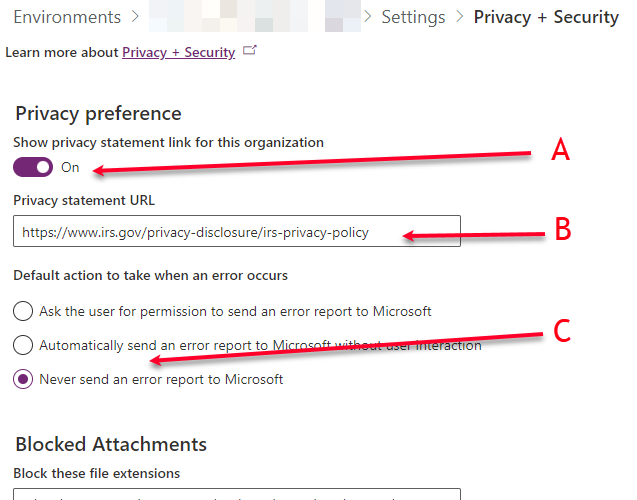 Environments > > Settings > Privacy + Security
Learn more about Privacy + Security
Privacy preference
Show privacy statement link for this organization
On
A
Privacy statement URL
https://www.irs.gov/privacy-disclosure/irs-privacy-policy
B
Default action to take when an error occurs
Ask the user for permission to send an error report to Microsoft
C
Automatically send an error report to Microsoft without user interaction
Never send an error report to Microsoft
Blocked Attachments
Block these file extensions